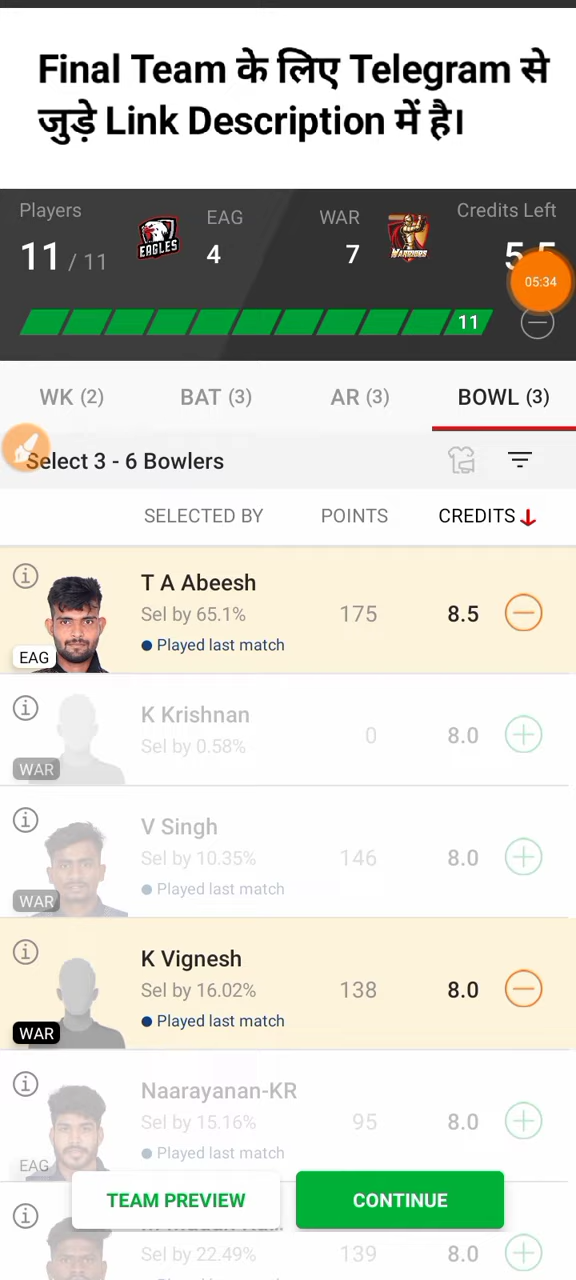 Final Team के लिए Telegram से
जुड़े Link Description में है।
Players
EAG
WAR
Credits Left
11 / 11
EAGLES
4
7
WARRIORS
05:34
11
WK (2)
BAT (3)
AR (3)
BOWL (3)
Select 3 - 6 Bowlers
SELECTED BY
POINTS
CREDITS
T A Abeesh
Sel by 65.1%
175
8.5
Played last match
EAG
K Krishnan
Sel by 0.58%
0
8.0
WAR
V Singh
Sel by 10.35%
146
8.0
Played last match
WAR
K Vignesh
Sel by 16.02%
138
8.0
Played last match
WAR
Naarayanan-KR
Sel by 15.16%
95
8.0
Played last match
EAG
TEAM PREVIEW
CONTINUE
Sel by 22.49%
139
8.0